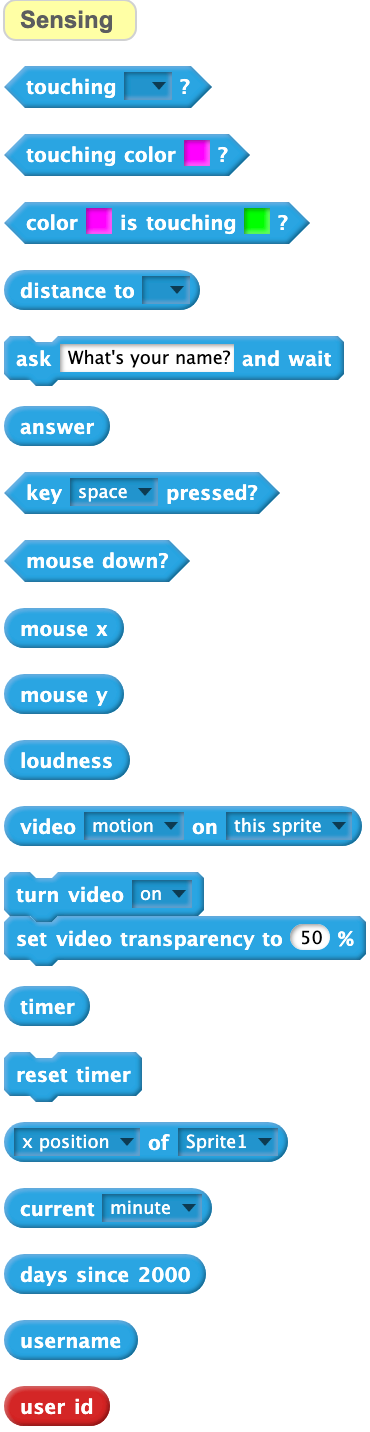 Sensing
touching ?
touching color ?
color is touching ?
distance to
ask What's your name? and wait
answer
key space pressed?
mouse down?
mouse x
mouse y
loudness
video motion on this sprite
turn video on
set video transparency to 50 %
timer
reset timer
x position of Sprite1
current minute
days since 2000
username
user id